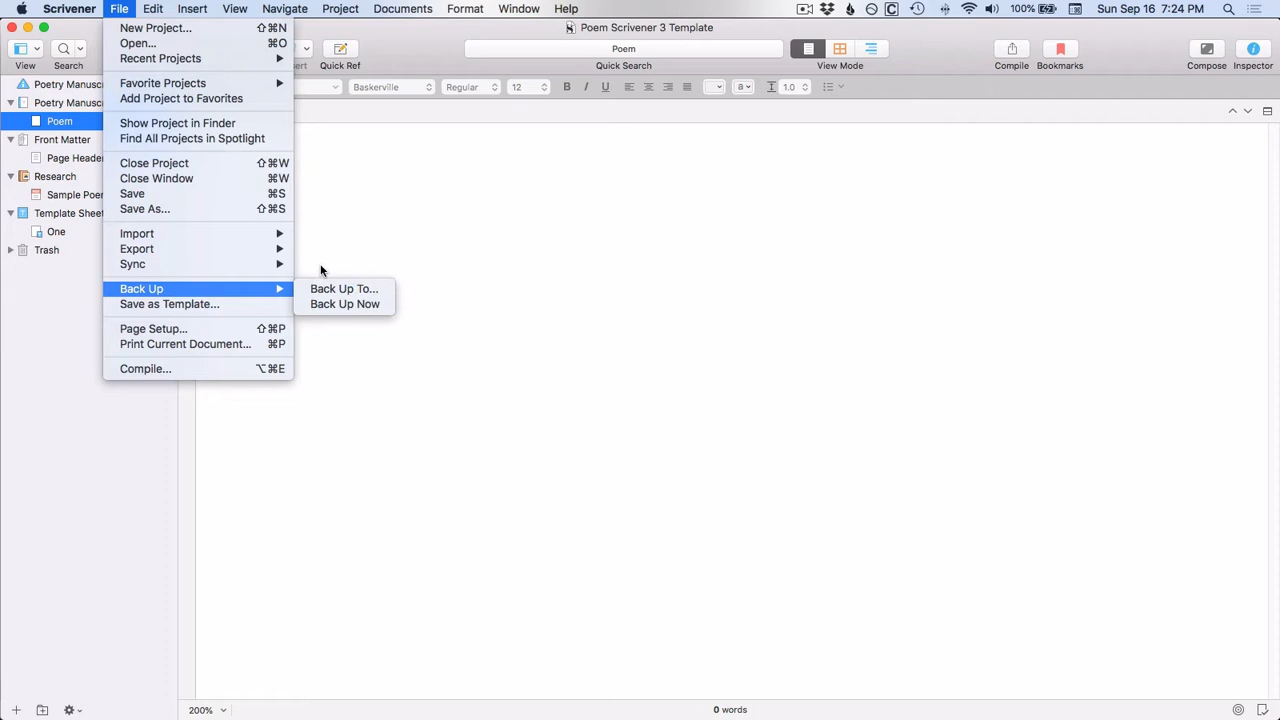 Scrivener File Edit Insert View Navigate Project Documents Format Window Help 100% Sun Sep 16 7:24 PM
Poem Scrivener 3 Template
Poem
View Search Quick Ref Quick Search View Mode Compile Bookmarks Compose Inspector
Baskerville Regular 12 B I U a 1.0
New Project... ⇧⌘N
Open... ⌘O
Recent Projects
Favorite Projects
Add Project to Favorites
Show Project in Finder
Find All Projects in Spotlight
Close Project ⇧⌘W
Close Window ⌘W
Save ⌘S
Save As... ⇧⌘S
Import
Export
Sync
Back Up
Save as Template...
Page Setup... ⇧⌘P
Print Current Document... ⌘P
Compile... ⌥⌘E
Back Up To...
Back Up Now
Poetry Manusc
Poetry Manusc
Poem
Front Matter
Page Header
Research
Sample Poem
Template Sheet
One
Trash
200% 0 words